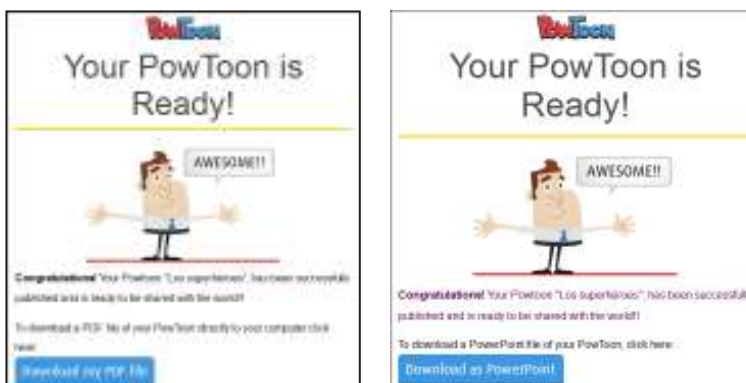 PowToon
Your PowToon is
Ready!
AWESOME!!
Congratulations! Your Powtoon "Los superhéroes", has been successfully
published and is ready to be shared with the world!!
To download a PDF file of your PowToon directly to your computer click
here:
Download my PDF file
PowToon
Your PowToon is
Ready!
AWESOME!!
Congratulations! Your Powtoon "Los superhéroes", has been successfull
published and is ready to be shared with the world!!
To download a PowerPoint file of your PowToon, click here:
Download as PowerPoint